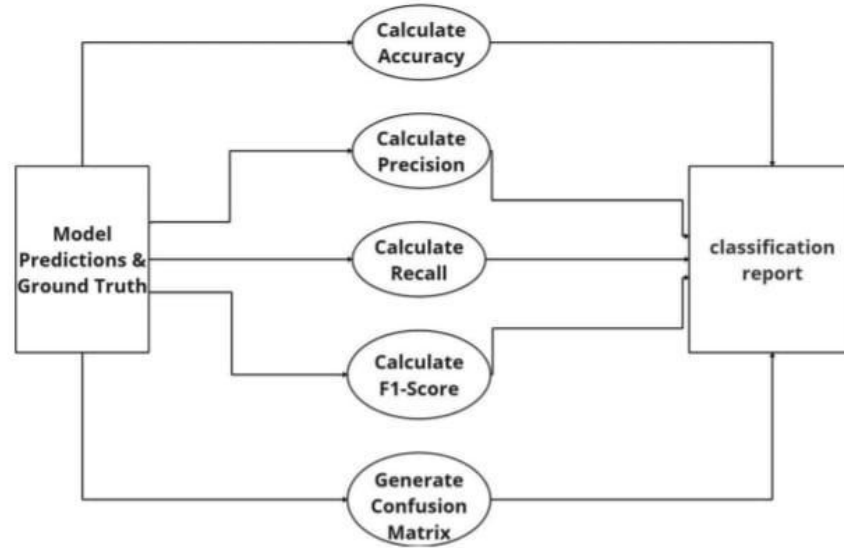 Calculate
Accuracy
Calculate
Precision
Model
Predictions &
Ground Truth
Calculate
Recall
classification
report
Calculate
F1-Score
Generate
Confusion
Matrix